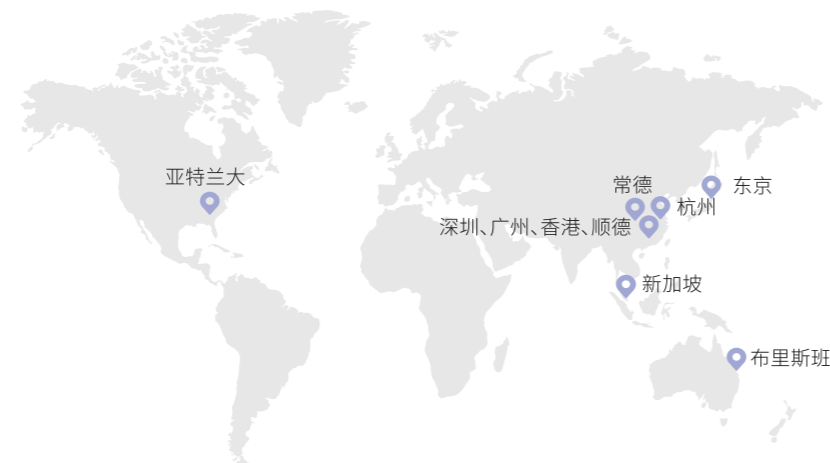 亚特兰大
常德
东京
杭州
深圳、广州、香港、顺德
新加坡
布里斯班